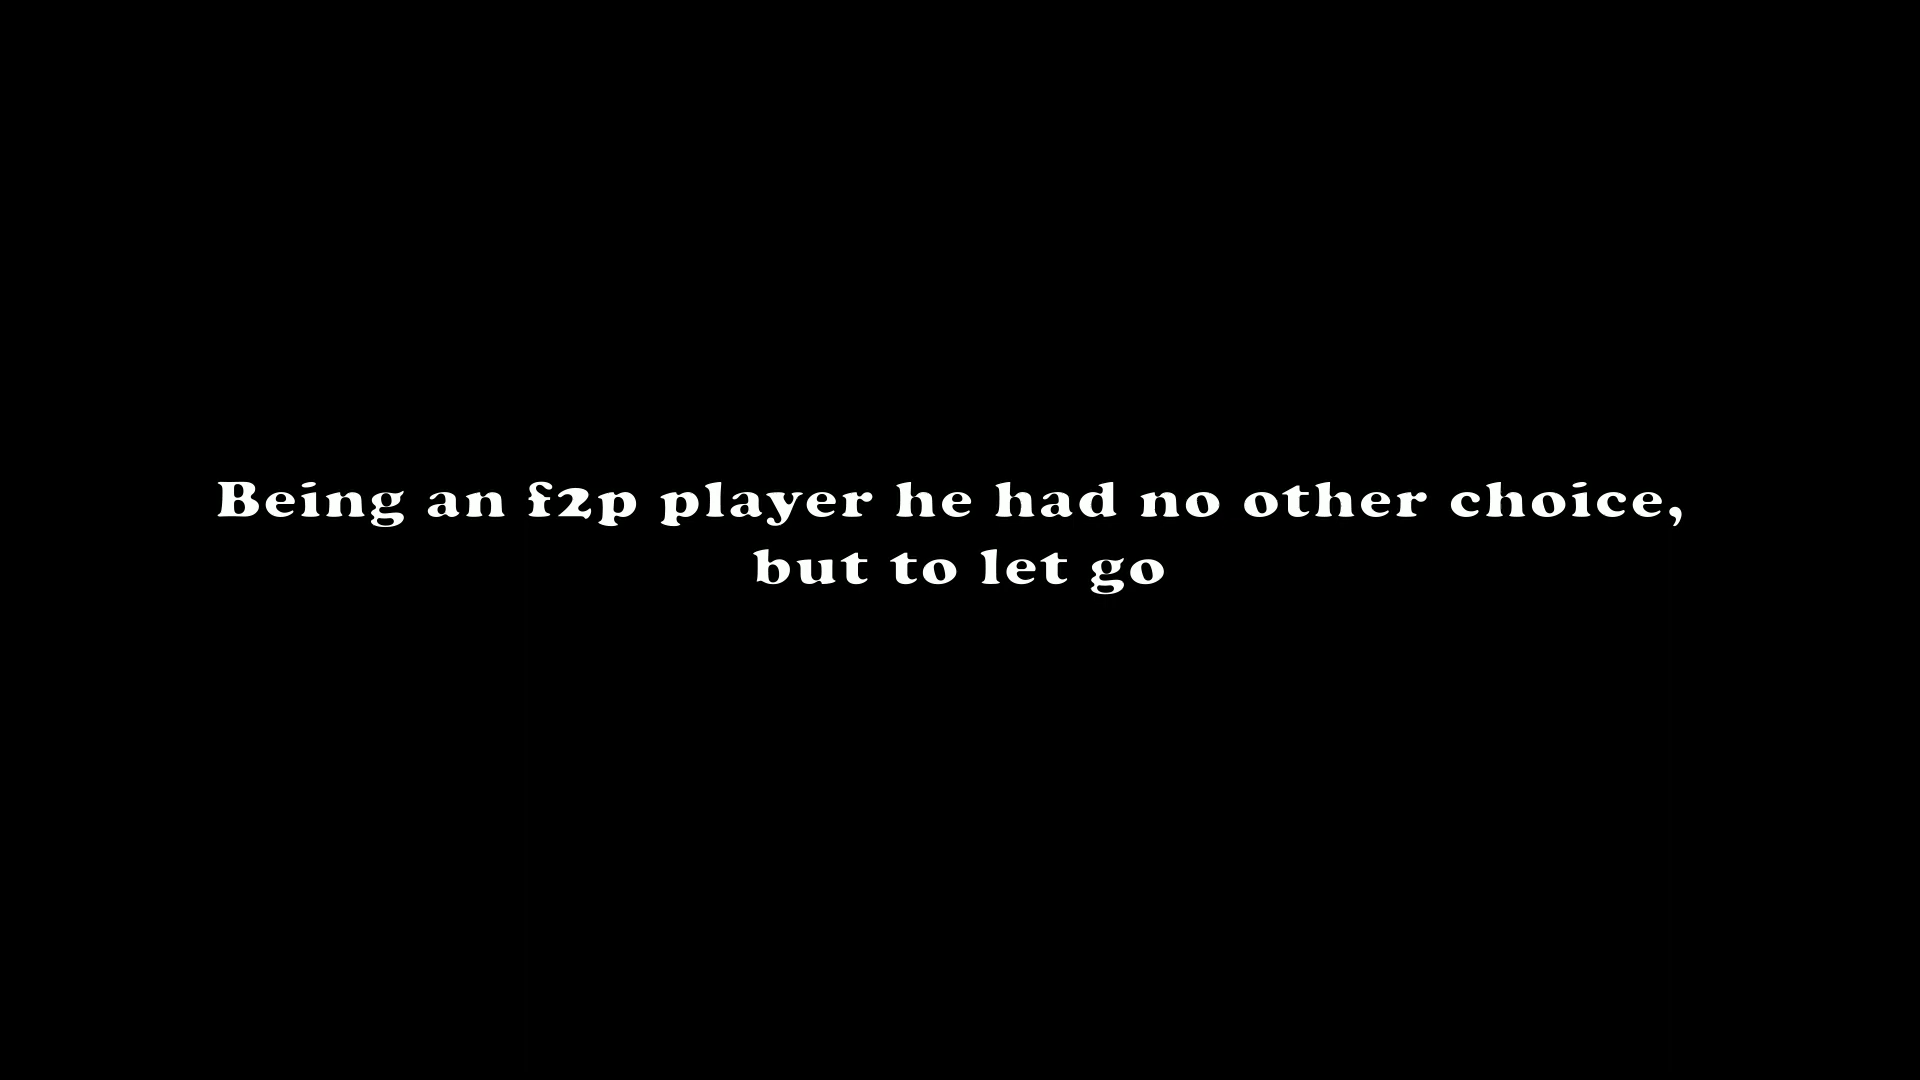 Being an f2p player he had no other choice,
but to let go